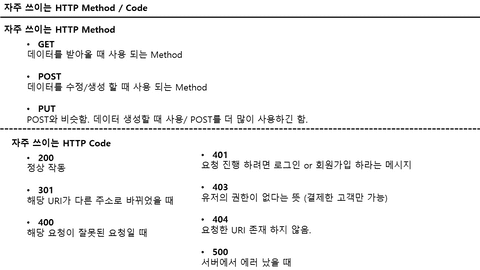 자주 쓰이는 HTTP Method / Code
자주 쓰이는 HTTP Method
• GET
데이터를 받아올 때 사용 되는 Method
• POST
데이터를 수정/생성 할 때 사용 되는 Method
• PUT
POST와 비슷함. 데이터 생성할 때 사용/ POST를 더 많이 사용하긴 함.
자주 쓰이는 HTTP Code
• 200
정상 작동
• 301
해당 URI가 다른 주소로 바뀌었을 때
• 400
해당 요청이 잘못된 요청일 때
• 401
요청 진행 하려면 로그인 or 회원가입 하라는 메시지
• 403
유저의 권한이 없다는 뜻 (결제한 고객만 가능)
• 404
요청한 URI 존재 하지 않음.
• 500
서버에서 에러 났을 때